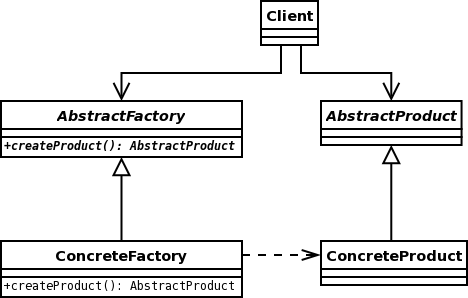 Client
AbstractFactory
+createProduct(): AbstractProduct
AbstractProduct
ConcreteFactory
+createProduct(): AbstractProduct
ConcreteProduct